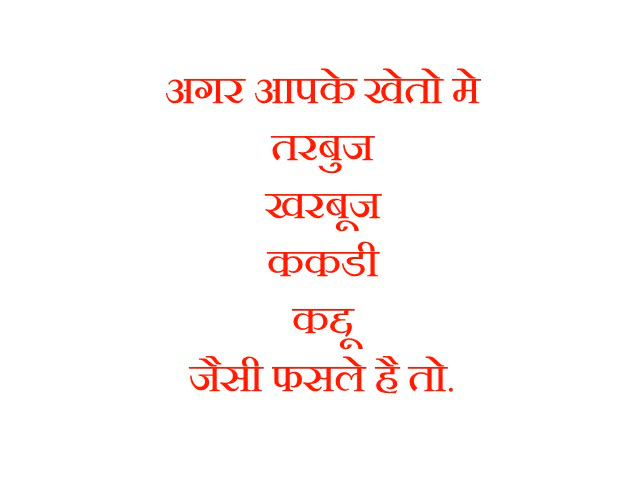 अगर आपके खेतो मे
तरबुज
खरबूज
ककडी
कद्दू
जैसी फसले है तो.